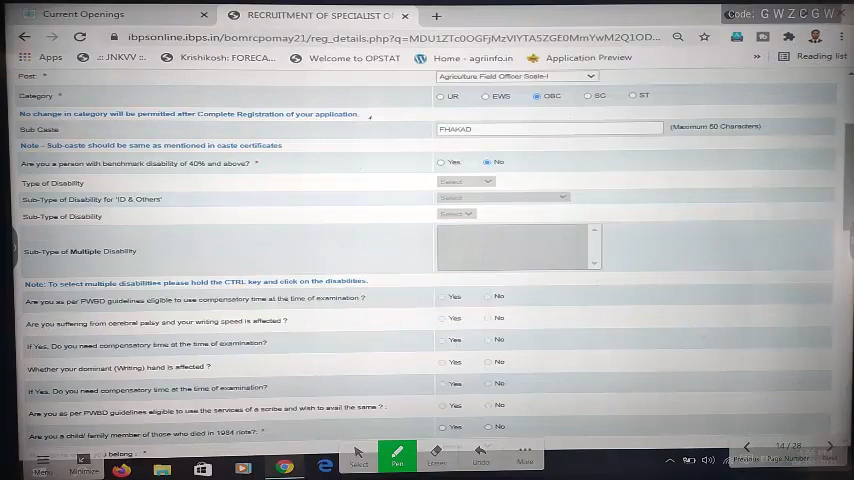 Current Openings × RECRUITMENT OF SPECIALIST O × + Code: G W Z C G W
ibpsonline.ibps.in/bomrcpomay21/reg_details.php?q=MDU1ZTc0OGFjMzVlYTA5ZGE0MmYwM2Q1OD...
Apps .:: JNKVV ::. Krishikosh: FORECA... Welcome to OPSTAT Home - agriinfo.in Application Preview » Reading list
Post: * Agriculture Field Officer Scale-I
Category * UR EWS OBC SC ST
No change in category will be permitted after Complete Registration of your application.
Sub Caste FHAKAD (Maximum 50 Characters)
Note - Sub-caste should be same as mentioned in caste certificates
Are you a person with benchmark disability of 40% and above? * Yes No
Type of Disability Select
Sub-Type of Disability for 'ID & Others' Select
Sub-Type of Disability Select
Sub-Type of Multiple Disability
Note: To select multiple disabilities please hold the CTRL key and click on the disabilities.
Are you as per PWBD guidelines eligible to use compensatory time at the time of examination ? Yes No
Are you suffering from cerebral palsy and your writing speed is affected ? Yes No
If Yes, Do you need compensatory time at the time of examination? Yes No
Whether your dominant (Writing) hand is affected ? Yes No
If Yes, Do you need compensatory time at the time of examination? Yes No
Are you as per PWBD guidelines eligible to use the services of a scribe and wish to avail the same ? : Yes No
Are you a child/ family member of those who died in 1984 riots?: * Yes No
you belong : *
Menu Minimize Select Pen Eraser Undo More 14 / 28 Previous Page Number Next